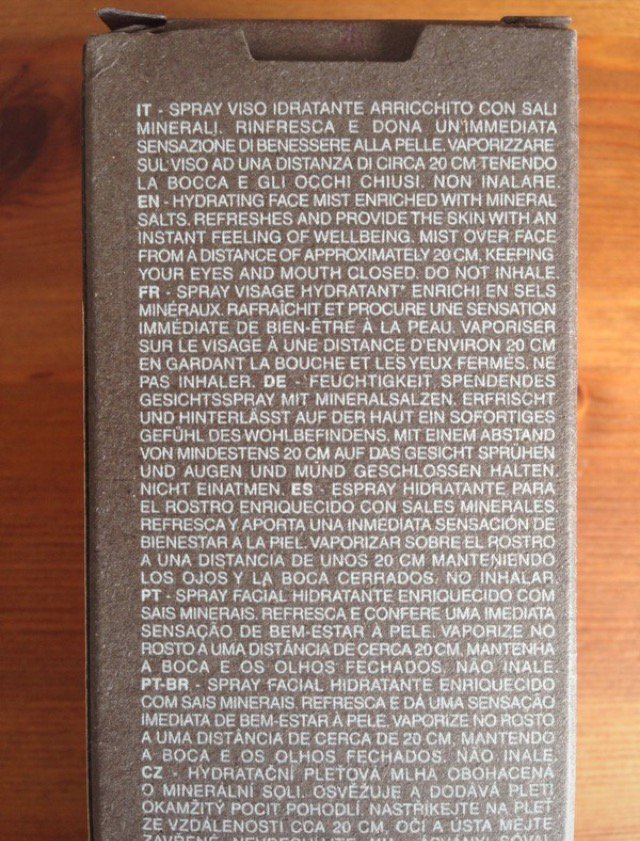 IT - SPRAY VISO IDRATANTE ARRICCHITO CON SALI
MINERALI. RINFRESCA E DONA UN'IMMEDIATA
SENSAZIONE DI BENESSERE ALLA PELLE. VAPORIZZARE
SUL VISO AD UNA DISTANZA DI CIRCA 20 CM TENENDO
LA BOCCA E GLI OCCHI CHIUSI. NON INALARE.
EN - HYDRATING FACE MIST ENRICHED WITH MINERAL
SALTS. REFRESHES AND PROVIDE THE SKIN WITH AN
INSTANT FEELING OF WELLBEING. MIST OVER FACE
FROM A DISTANCE OF APPROXIMATELY 20 CM, KEEPING
YOUR EYES AND MOUTH CLOSED. DO NOT INHALE.
FR - SPRAY VISAGE HYDRATANT* ENRICHI EN SELS
MINÉRAUX. RAFRAÎCHIT ET PROCURE UNE SENSATION
IMMÉDIATE DE BIEN-ÊTRE À LA PEAU. VAPORISER
SUR LE VISAGE À UNE DISTANCE D'ENVIRON 20 CM
EN GARDANT LA BOUCHE ET LES YEUX FERMÉS. NE
PAS INHALER. DE - FEUCHTIGKEIT SPENDENDES
GESICHTSSPRAY MIT MINERALSALZEN. ERFRISCHT
UND HINTERLÄSST AUF DER HAUT EIN SOFORTIGES
GEFÜHL DES WOHLBEFINDENS. MIT EINEM ABSTAND
VON MINDESTENS 20 CM AUF DAS GESICHT SPRÜHEN
UND AUGEN UND MUND GESCHLOSSEN HALTEN.
NICHT EINATMEN. ES - ESPRAY HIDRATANTE PARA
EL ROSTRO ENRIQUECIDO CON SALES MINERALES.
REFRESCA Y APORTA UNA INMEDIATA SENSACIÓN DE
BIENESTAR A LA PIEL. VAPORIZAR SOBRE EL ROSTRO
A UNA DISTANCIA DE UNOS 20 CM MANTENIENDO
LOS OJOS Y LA BOCA CERRADOS. NO INHALAR.
PT - SPRAY FACIAL HIDRATANTE ENRIQUECIDO COM
SAIS MINERAIS. REFRESCA E CONFERE UMA IMEDIATA
SENSAÇÃO DE BEM-ESTAR À PELE. VAPORIZE NO
ROSTO A UMA DISTÂNCIA DE CERCA 20 CM, MANTENHA
A BOCA E OS OLHOS FECHADOS. NÃO INALE.
PT-BR - SPRAY FACIAL HIDRATANTE ENRIQUECIDO
COM SAIS MINERAIS. REFRESCA E DÁ UMA SENSAÇÃO
IMEDIATA DE BEM-ESTAR À PELE. VAPORIZE NO ROSTO
A UMA DISTÂNCIA DE CERCA DE 20 CM, MANTENDO
A BOCA E OS OLHOS FECHADOS. NÃO INALE.
CZ - HYDRATAČNÍ PLEŤOVÁ MLHA OBOHACENÁ
O MINERÁLNÍ SOLI. OSVĚŽUJE A DODÁVÁ PLETI
OKAMŽITÝ POCIT POHODLÍ. NASTŘÍKEJTE NA PLEŤ
ZE VZDÁLENOSTI CCA 20 CM, OČI A ÚSTA MĚJTE